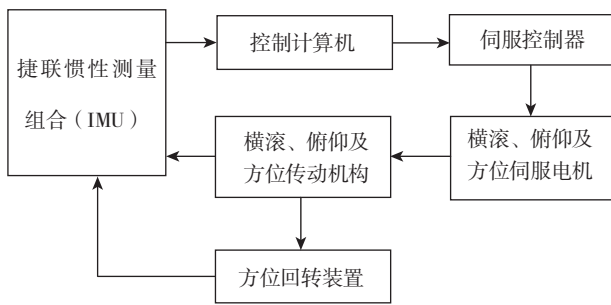 捷联惯性测量
组合（IMU）
控制计算机
伺服控制器
横滚、俯仰及
方位伺服电机
横滚、俯仰及
方位传动机构
方位回转装置